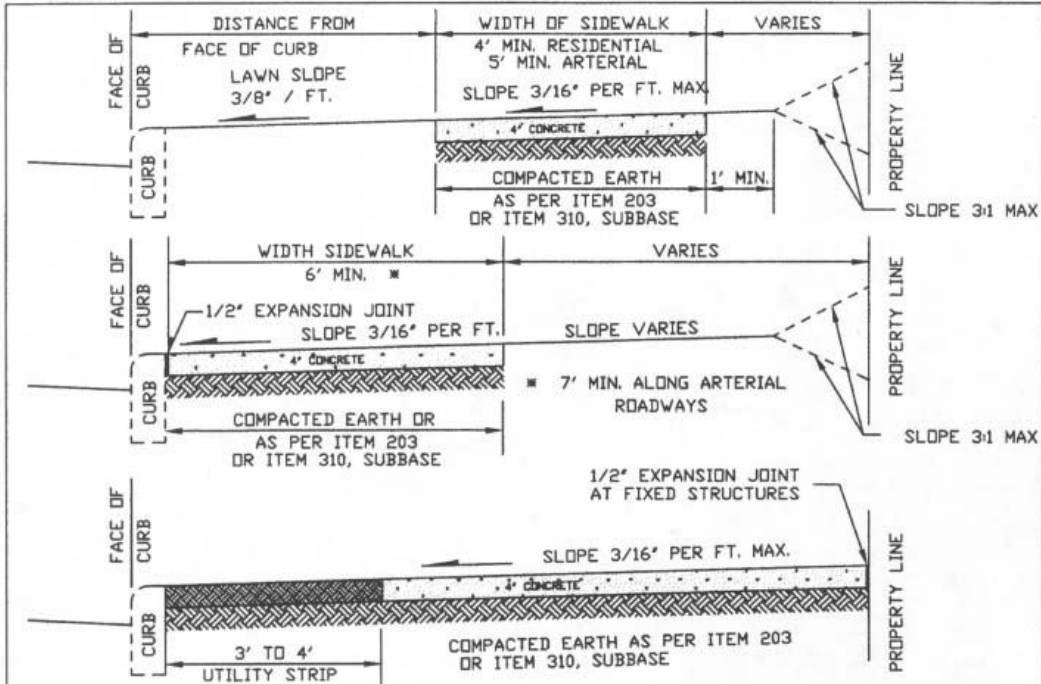 DISTANCE FROM
FACE OF CURB
WIDTH OF SIDEWALK
4' MIN. RESIDENTIAL
5' MIN. ARTERIAL
VARIES
FACE OF
CURB
LAWN SLOPE
3/8" / FT.
SLOPE 3/16" PER FT. MAX.
4" CONCRETE
CURB
COMPACTED EARTH
AS PER ITEM 203
OR ITEM 310, SUBBASE
1' MIN.
PROPERTY LINE
SLOPE 3:1 MAX
WIDTH SIDEWALK
6' MIN. *
VARIES
FACE OF
CURB
1/2" EXPANSION JOINT
SLOPE 3/16" PER FT.
SLOPE VARIES
4" CONCRETE
CURB
* 7' MIN. ALONG ARTERIAL
ROADWAYS
COMPACTED EARTH OR
AS PER ITEM 203
OR ITEM 310, SUBBASE
PROPERTY LINE
SLOPE 3:1 MAX
1/2" EXPANSION JOINT
AT FIXED STRUCTURES
FACE OF
CURB
SLOPE 3/16" PER FT. MAX.
4" CONCRETE
CURB
3' TO 4'
UTILITY STRIP
COMPACTED EARTH AS PER ITEM 203
OR ITEM 310, SUBBASE
PROPERTY LINE